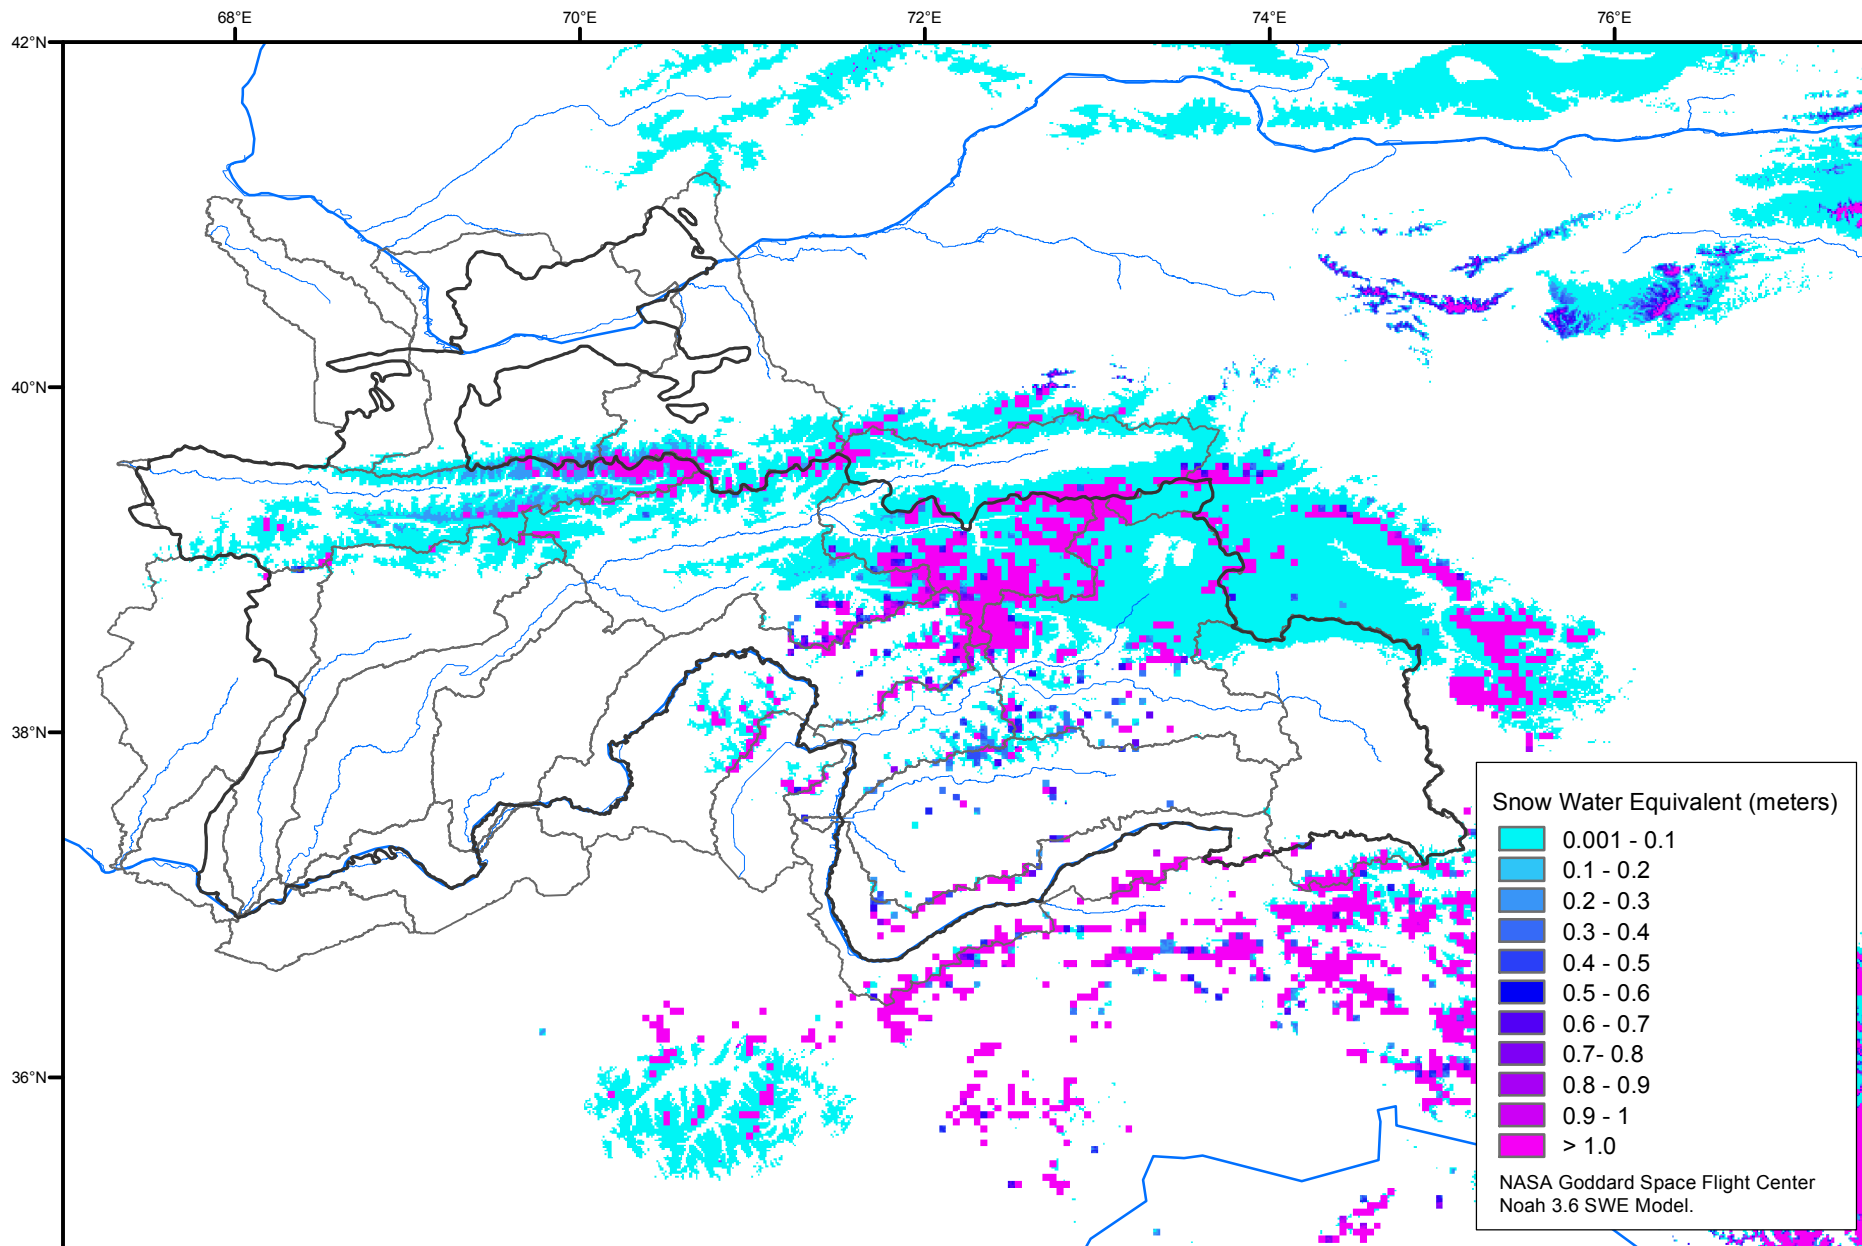 68°E 70°E 72°E 74°E 76°E
42°N
40°N
38°N
36°N
Snow Water Equivalent (meters)
0.001 - 0.1
0.1 - 0.2
0.2 - 0.3
0.3 - 0.4
0.4 - 0.5
0.5 - 0.6
0.6 - 0.7
0.7- 0.8
0.8 - 0.9
0.9 - 1
> 1.0
NASA Goddard Space Flight Center
Noah 3.6 SWE Model.